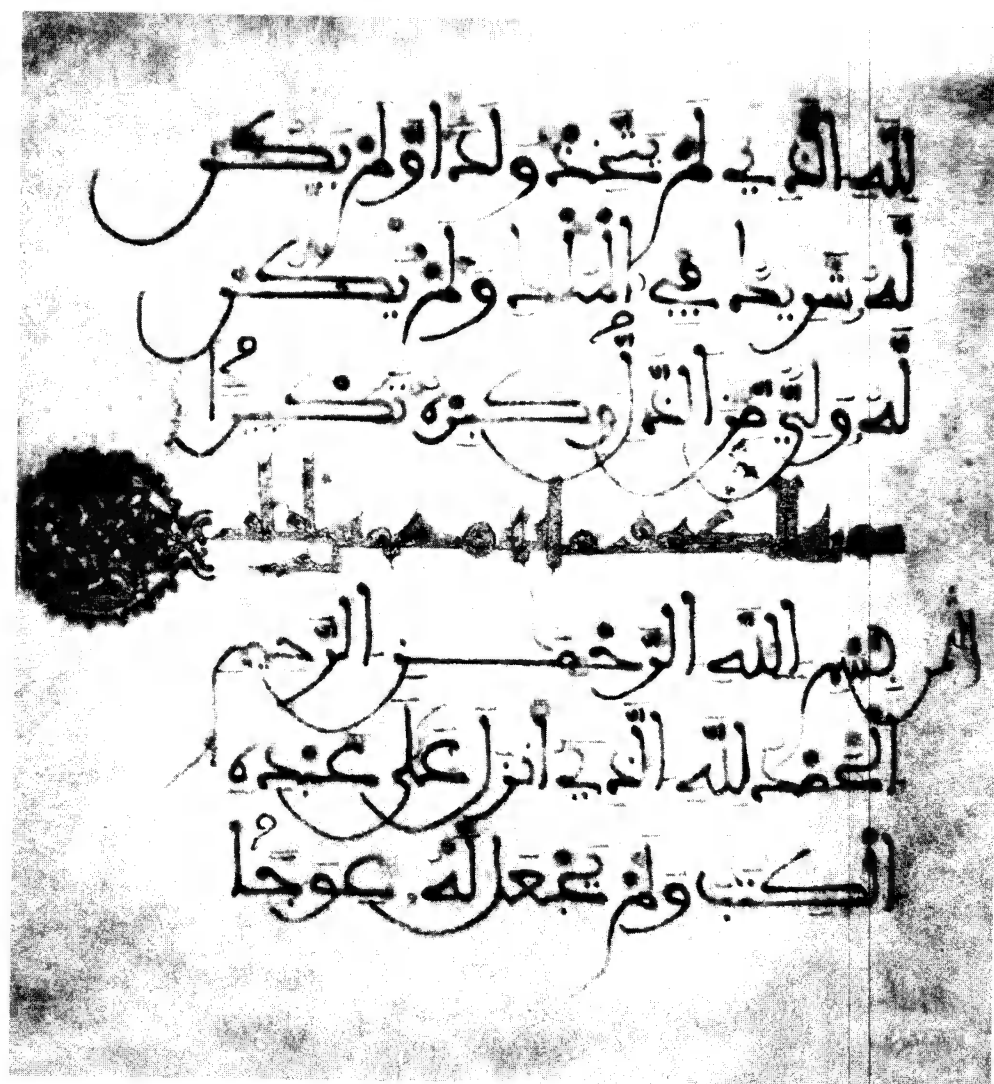 لله الذي لم يتخذ ولدا ولم يكن
له شريك في الملك ولم يكن
له ولي من الذل وكبره تكبيرا
الكهف
بسم الله الرحمن الرحيم
الحمد لله الذي انزل على عبده
الكتب ولم يجعل له عوجا